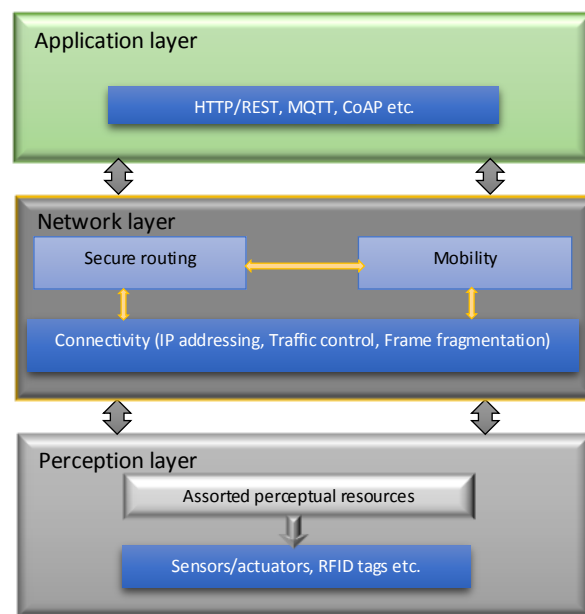 Application layer
HTTP/REST, MQTT, CoAP etc.
Network layer
Secure routing
Mobility
Connectivity (IP addressing, Traffic control, Frame fragmentation)
Perception layer
Assorted perceptual resources
Sensors/actuators, RFID tags etc.